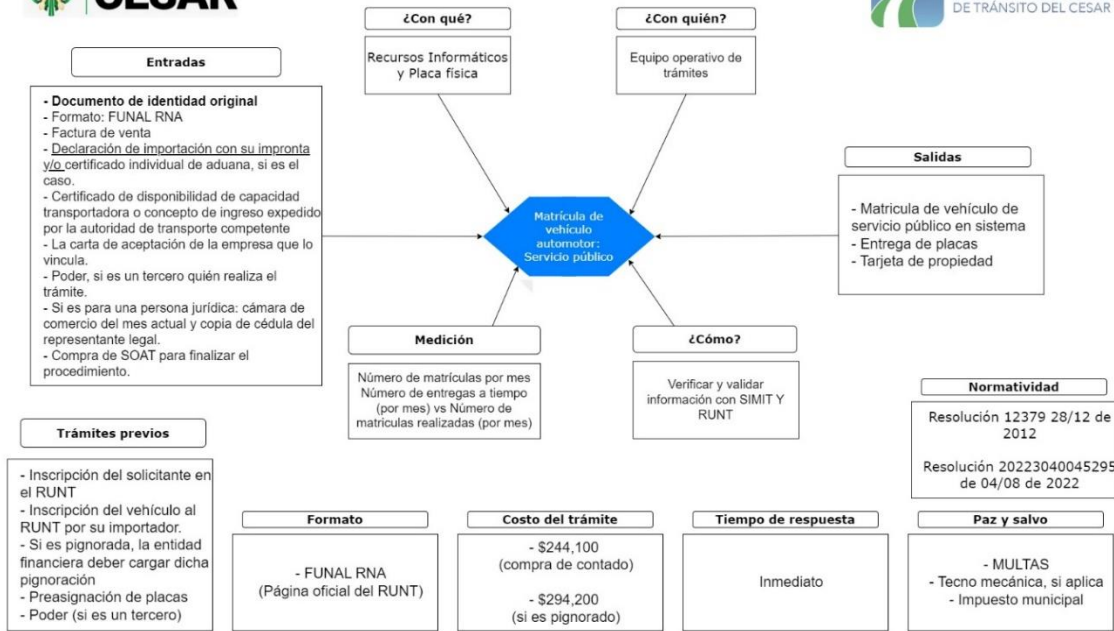 CESAR
DE TRÁNSITO DEL CESAR
¿Con qué?
Recursos Informáticos
y Placa física
¿Con quién?
Equipo operativo de
trámites
Entradas
- Documento de identidad original
- Formato: FUNAL RNA
- Factura de venta
- Declaración de importación con su impronta
y/o certificado individual de aduana, si es el
caso.
- Certificado de disponibilidad de capacidad
transportadora o concepto de ingreso expedido
por la autoridad de transporte competente
- La carta de aceptación de la empresa que lo
vincula.
- Poder, si es un tercero quién realiza el
trámite.
- Si es para una persona jurídica: cámara de
comercio del mes actual y copia de cédula del
representante legal.
- Compra de SOAT para finalizar el
procedimiento.
Matrícula de
vehículo
automotor:
Servicio público
Salidas
- Matricula de vehículo de
servicio público en sistema
- Entrega de placas
- Tarjeta de propiedad
Medición
Número de matrículas por mes
Número de entregas a tiempo
(por mes) vs Número de
matriculas realizadas (por mes)
¿Cómo?
Verificar y validar
información con SIMIT Y
RUNT
Normatividad
Resolución 12379 28/12 de
2012
Resolución 20223040045295
de 04/08 de 2022
Trámites previos
- Inscripción del solicitante en
el RUNT
- Inscripción del vehículo al
RUNT por su importador.
- Si es pignorada, la entidad
financiera deber cargar dicha
pignoración
- Preasignación de placas
- Poder (si es un tercero)
Formato
- FUNAL RNA
(Página oficial del RUNT)
Costo del trámite
- $244,100
(compra de contado)
- $294,200
(si es pignorado)
Tiempo de respuesta
Inmediato
Paz y salvo
- MULTAS
- Tecno mecánica, si aplica
- Impuesto municipal